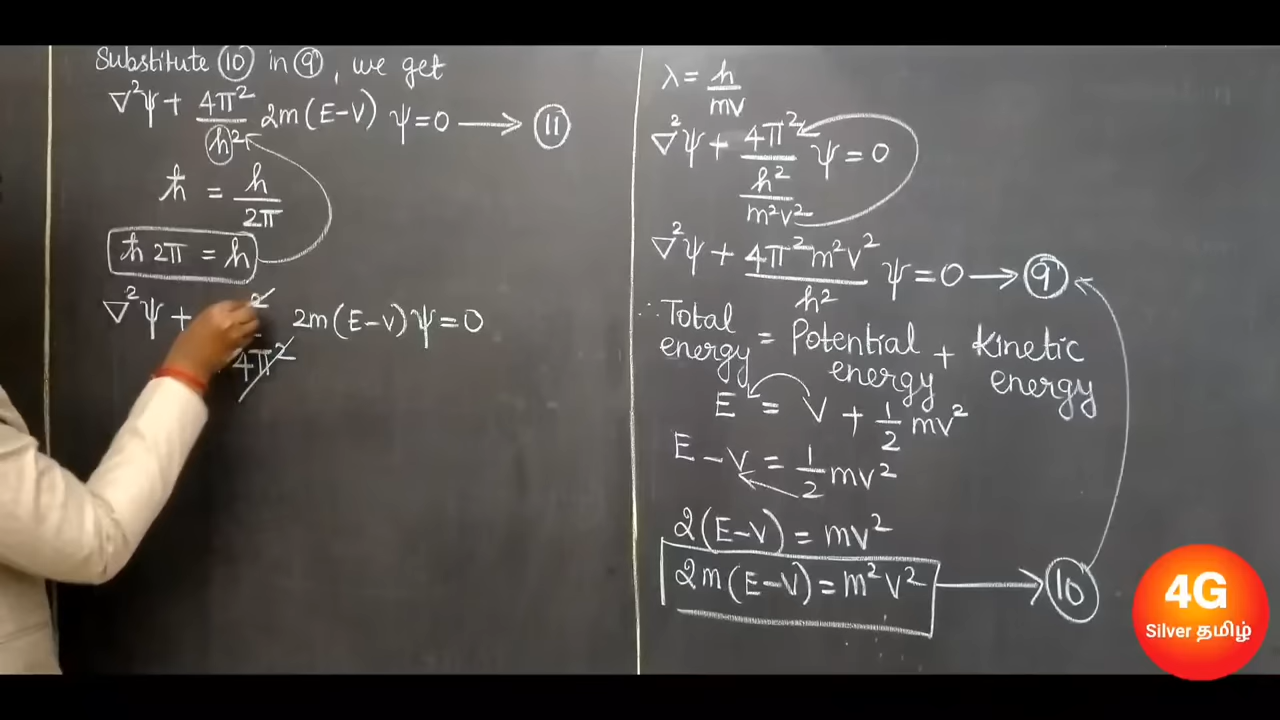 Substitute ⑩ in ⑨, we get
∇²ψ + 4π²/ħ² 2m(E−V) ψ=0 ⟶ ⑪
ħ = h/2π
ħ 2π = h
∇²ψ + 2/4π² 2m(E−V)ψ=0
λ = h/mv
∇²ψ + 4π²/(h²/m²v²) ψ=0
∇²ψ + 4π²m²v²/h² ψ=0 ⟶ ⑨
∴ Total energy = Potential energy + Kinetic energy
E = V + 1/2 mv²
E − V = 1/2 mv²
2(E−V) = mv²
2m(E−V) = m²v² ⟶ ⑩
4G
Silver தமிழ்